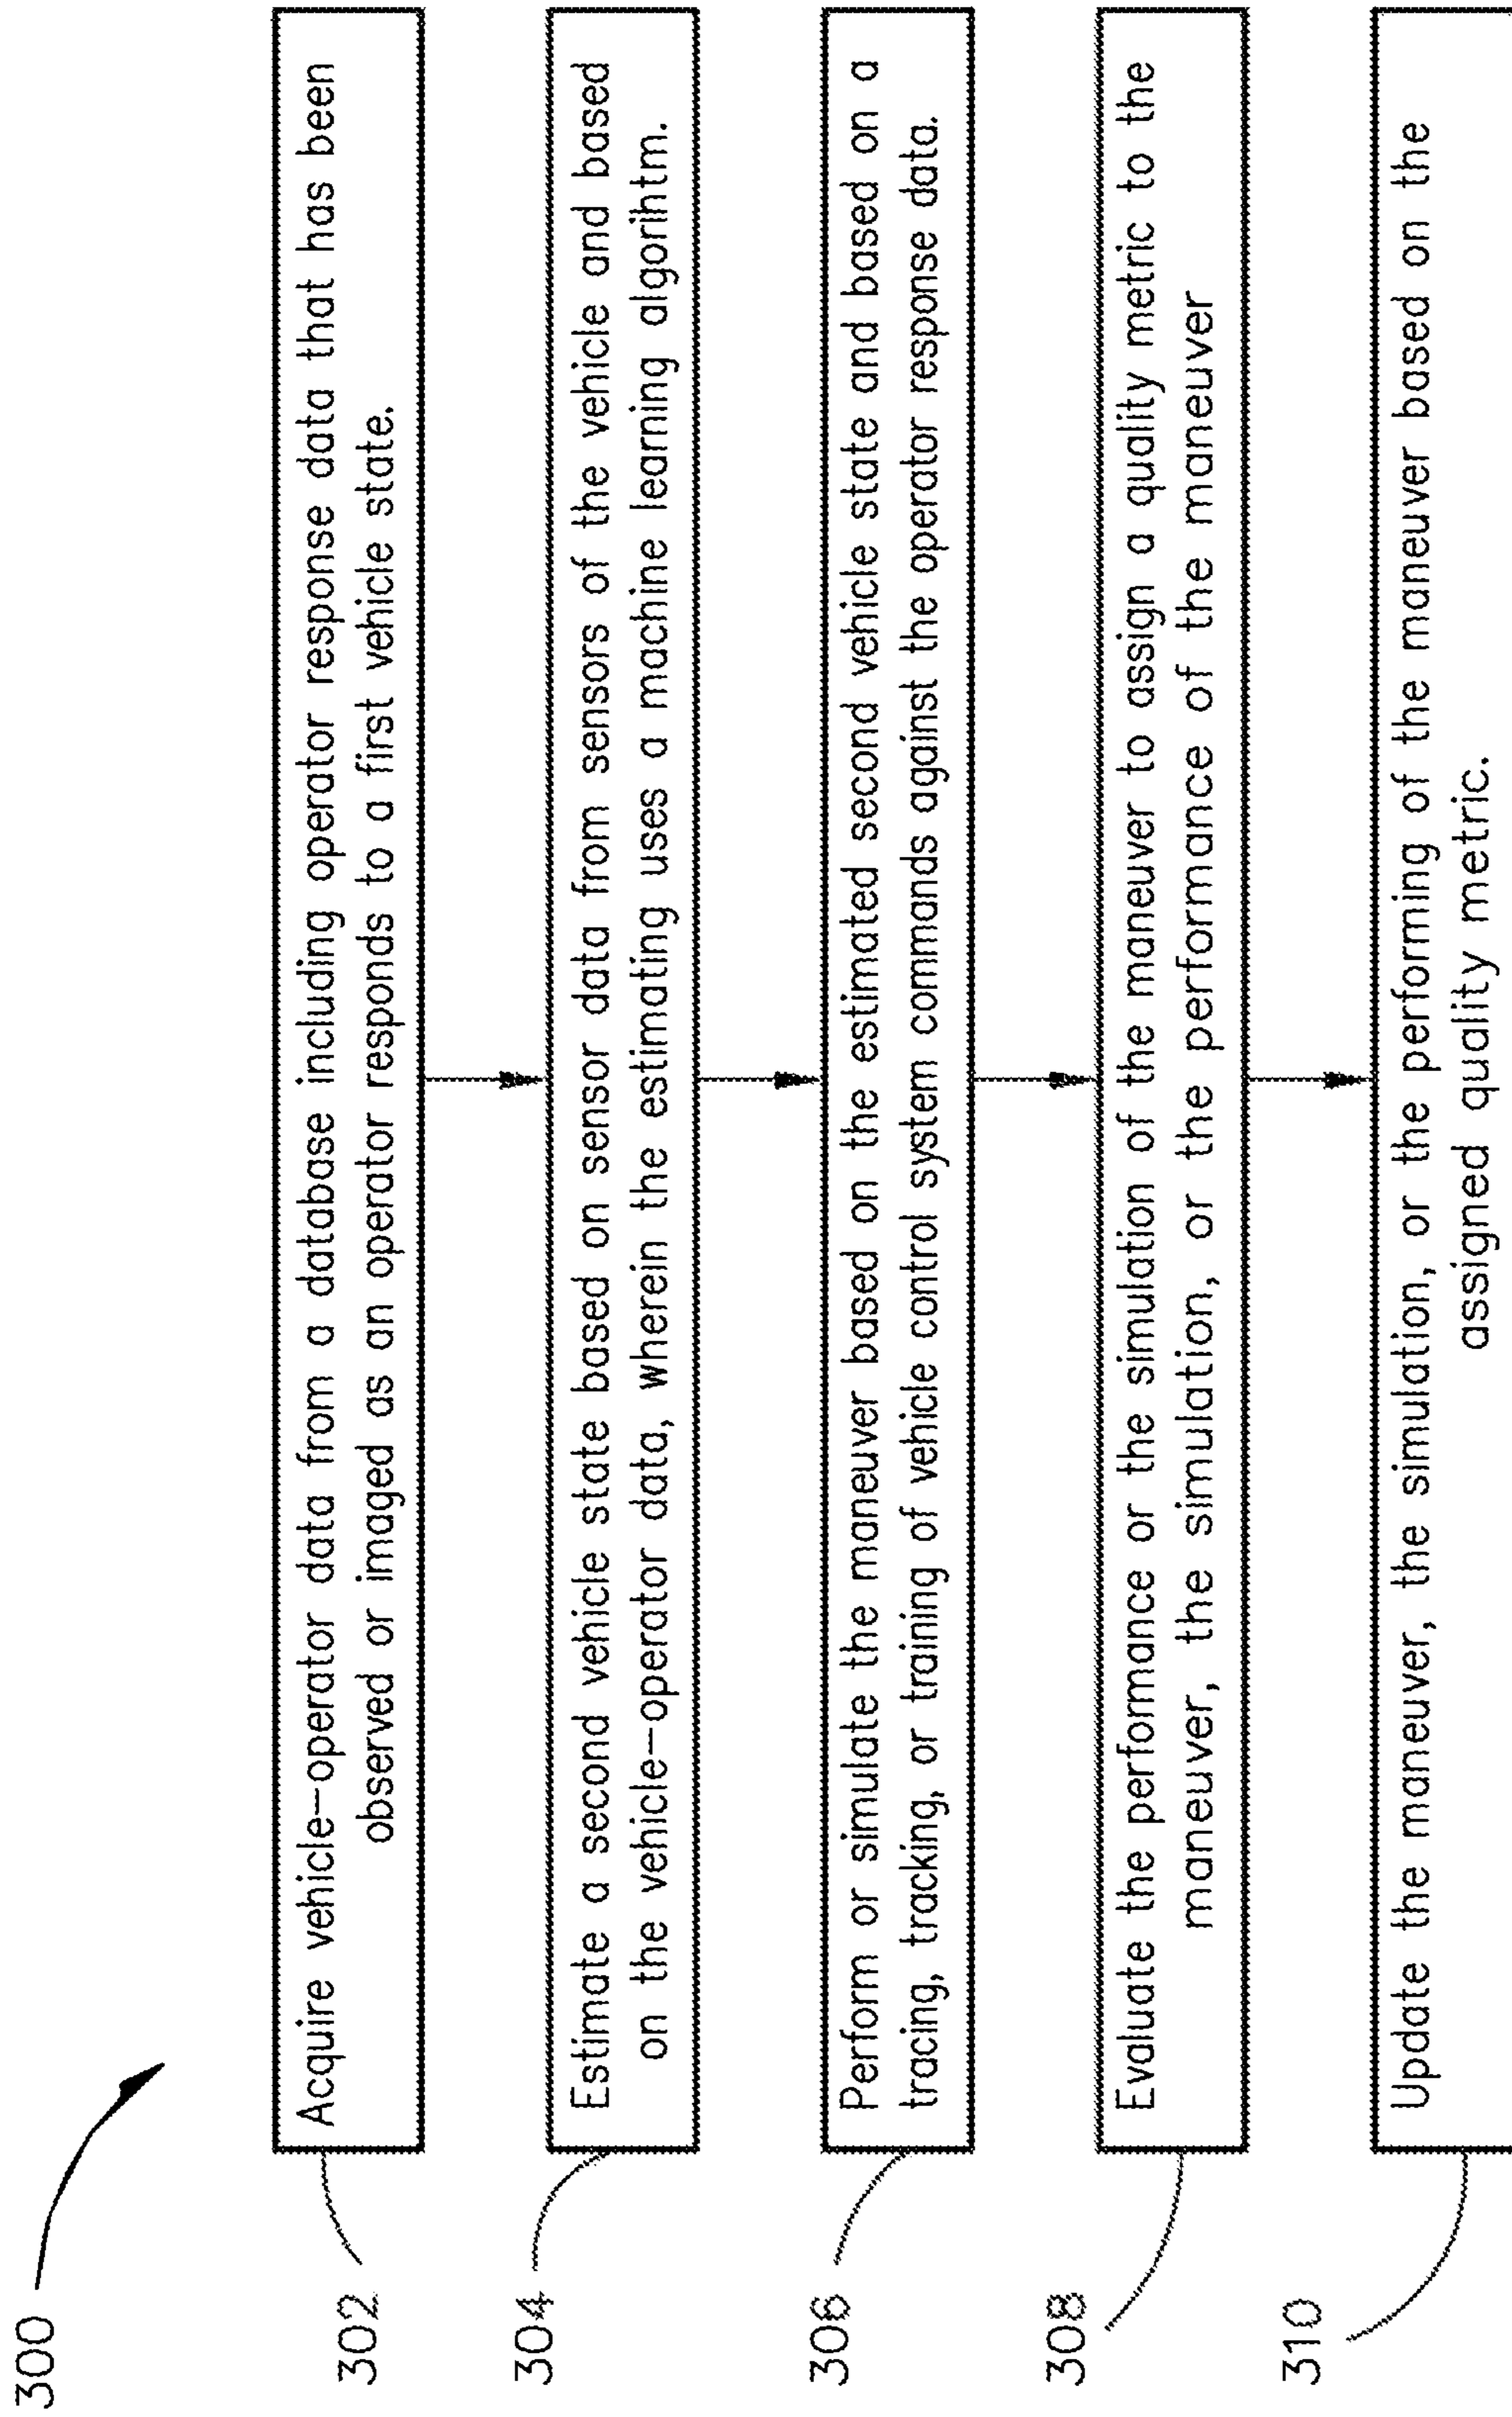 300
302
Acquire vehicle-operator data from a database including operator response data that has been
observed or imaged as an operator responds to a first vehicle state.
304
Estimate a second vehicle state based on sensor data from sensors of the vehicle and based
on the vehicle-operator data, wherein the estimating uses a machine learning algorihtm.
306
Perform or simulate the maneuver based on the estimated second vehicle state and based on a
tracing, tracking, or training of vehicle control system commands against the operator response data.
308
Evaluate the performance or the simulation of the maneuver to assign a quality metric to the
maneuver, the simulation, or the performance of the maneuver
310
Update the maneuver, the simulation, or the performing of the maneuver based on the
assigned quality metric.